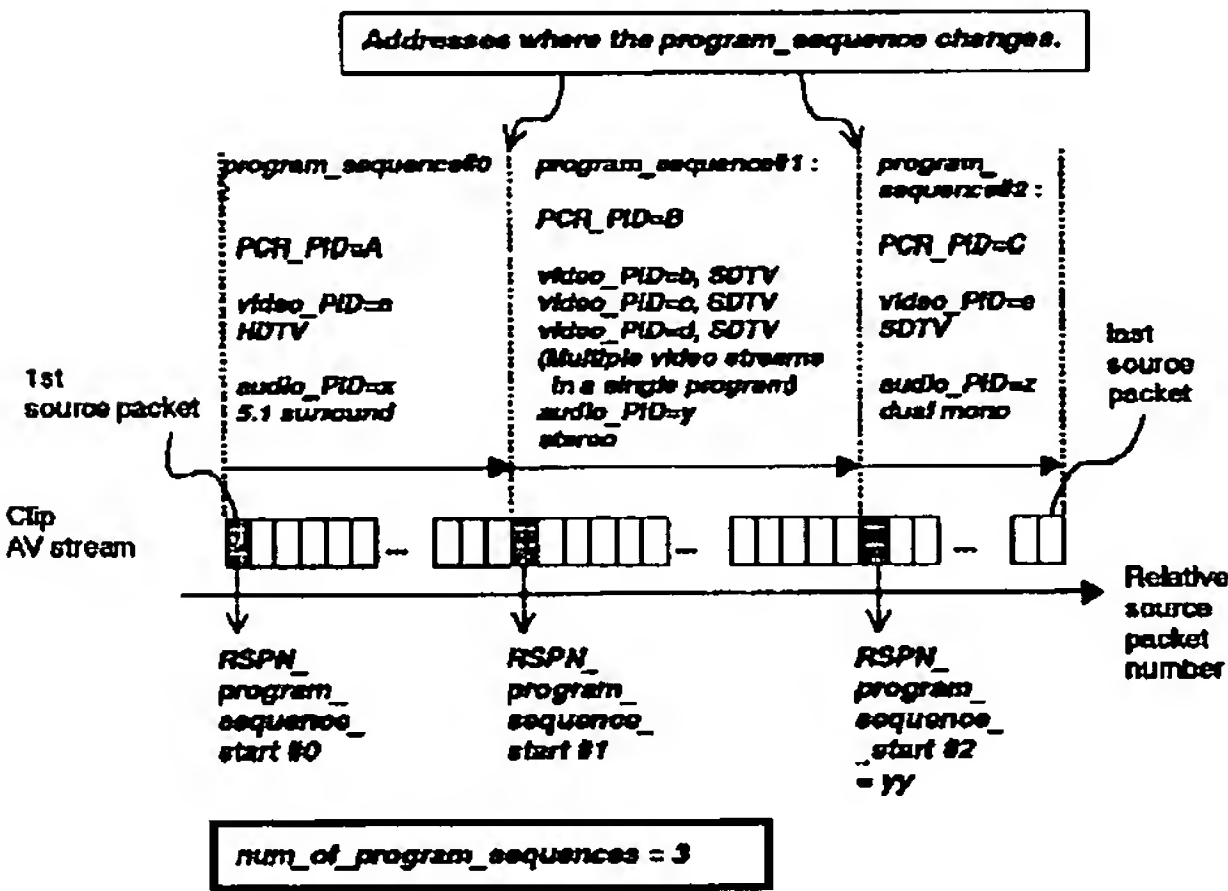 Addresses where the program_sequence changes.
program_sequence#0
PCR_PID=A
video_PID=a
HDTV
audio_PID=x
5.1 surround
program_sequence#1 :
PCR_PID=B
video_PID=b, SDTV
video_PID=c, SDTV
video_PID=d, SDTV
(Multiple video streams
in a single program)
audio_PID=y
stereo
program_
sequence#2 :
PCR_PID=C
video_PID=e
SDTV
audio_PID=z
dual mono
1st
source packet
last
source
packet
Clip
AV stream
...
...
...
Relative
source
packet
number
RSPN_
program_
sequence_
start #0
RSPN_
program_
sequence_
start #1
RSPN_
program_
sequence_
_start #2
= yy
num_of_program_sequences = 3